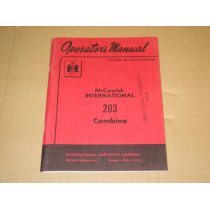 Operator's Manual
IH
McCormick
INTERNATIONAL
203
Combine
INTERNATIONAL HARVESTER COMPANY